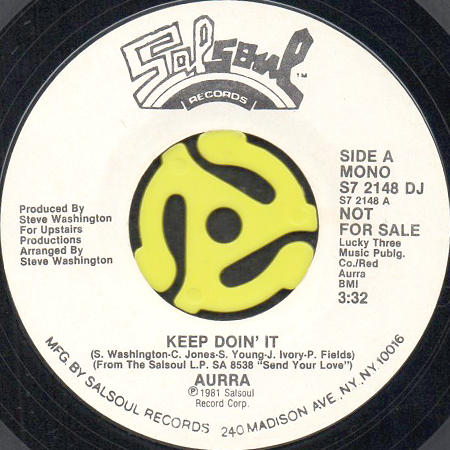 Salsoul ™
RECORDS
SIDE A
MONO
S7 2148 DJ
S7 2148 A
NOT
FOR SALE
Lucky Three
Music Publg.
Co./Red
Aurra
BMI
3:32
Produced By
Steve Washington
For Upstairs
Productions
Arranged By
Steve Washington
KEEP DOIN' IT
(S. Washington-C. Jones-S. Young-J. Ivory-P. Fields)
(From The Salsoul L.P. SA 8538 "Send Your Love")
AURRA
Ⓟ 1981 Salsoul
Record Corp.
MFG. BY SALSOUL RECORDS 240 MADISON AVE. NY. NY 10016